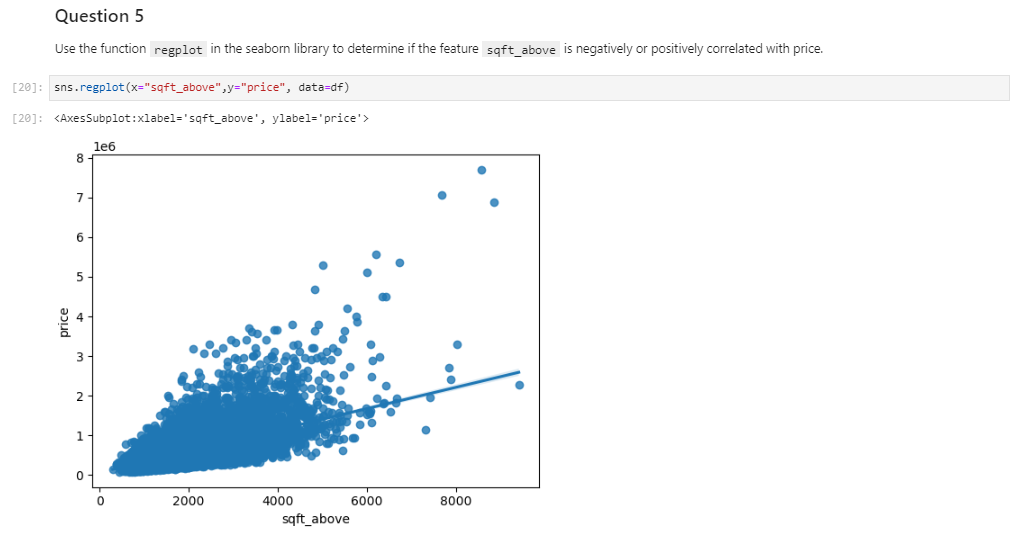 Question 5
Use the function regplot in the seaborn library to determine if the feature sqft_above is negatively or positively correlated with price.
[20]: sns.regplot(x="sqft_above",y="price", data=df)
[20]: <AxesSubplot:xlabel='sqft_above', ylabel='price'>
1e6
8
7
6
5
4
3
2
1
0
price
0 2000 4000 6000 8000
sqft_above